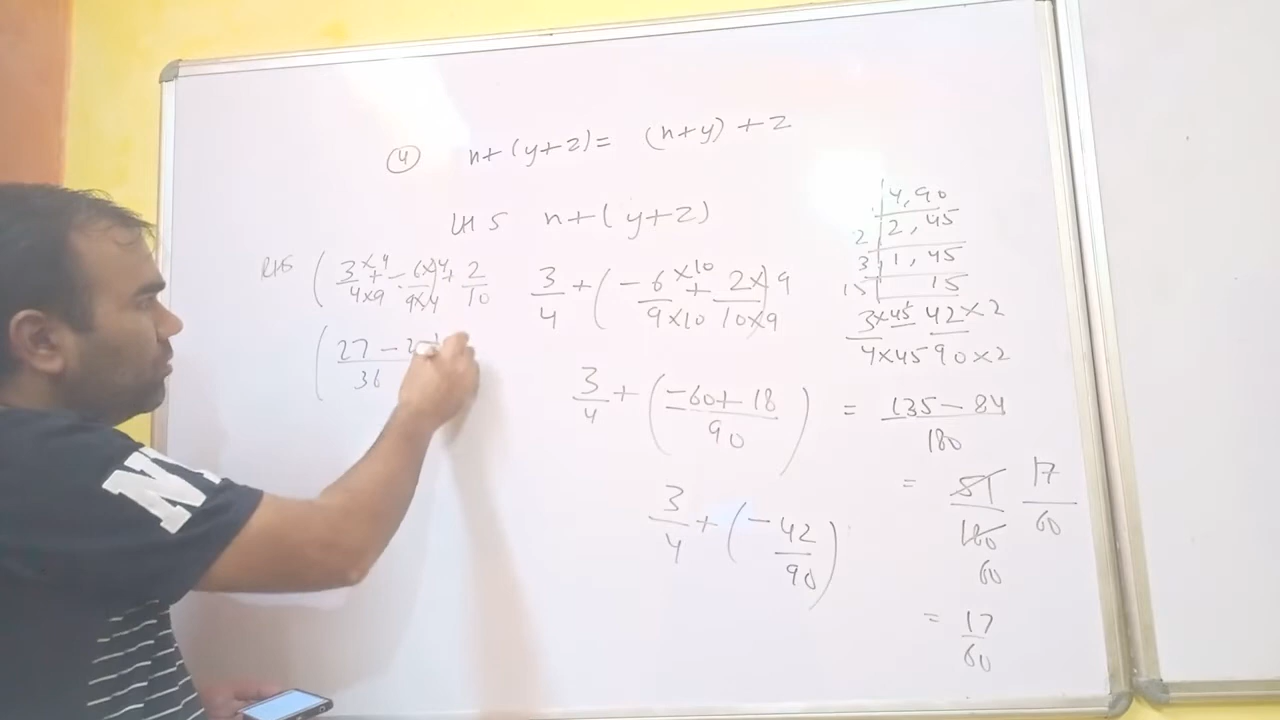 ④ n+(y+z)= (n+y)+z
LHS n+(y+z)
RHS (3×4/4×9 + -6×4/9×4) + 2/10
(27-24/36
3/4 + (-6×10/9×10 + 2×9/10×9)
3/4 + (-60+18/90)
3/4 + (-42/90)
4, 90
2 2, 45
3 1, 45
15 15
3×45 42×2
4×45 90×2
= 135-84/180
= 51/180 17/60
60
= 17/60
N